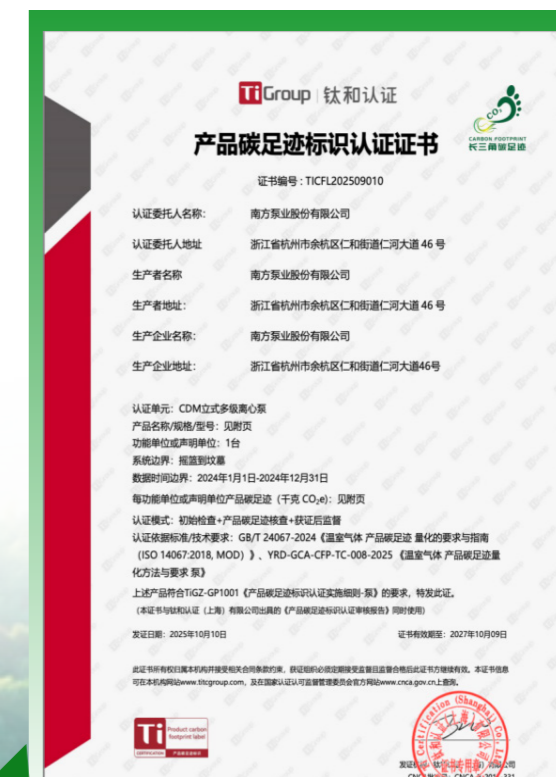 TiGroup 钛和认证
CO₂
CARBON FOOTPRINT
长三角碳足迹
产品碳足迹标识认证证书
证书编号：TICFL202509010
认证委托人名称： 南方泵业股份有限公司
认证委托人地址 浙江省杭州市余杭区仁和街道仁河大道 46 号
生产者名称 南方泵业股份有限公司
生产者地址： 浙江省杭州市余杭区仁和街道仁河大道 46 号
生产企业名称： 南方泵业股份有限公司
生产企业地址： 浙江省杭州市余杭区仁和街道仁河大道46号
认证单元：CDM立式多级离心泵
产品名称/规格/型号：见附页
功能单位或声明单位：1台
系统边界：摇篮到坟墓
数据时间边界：2024年1月1日-2024年12月31日
每功能单位或声明单位产品碳足迹（千克 CO₂e）：见附页
认证模式：初始检查+产品碳足迹核查+获证后监督
认证依据标准/技术要求：GB/T 24067-2024《温室气体 产品碳足迹 量化的要求与指南
（ISO 14067:2018, MOD）》、YRD-GCA-CFP-TC-008-2025 《温室气体 产品碳足迹量
化方法与要求 泵》
上述产品符合TiGZ-GP1001《产品碳足迹标识认证实施细则-泵》的要求，特发此证。
（本证书与钛和认证（上海）有限公司出具的《产品碳足迹标识认证审核报告》同时使用）
发证日期：2025年10月10日 证书有效期至：2027年10月09日
此证书所有权归属本机构并接受相关合同条款约束，获证组织必须定期接受监督且监督合格后此证书方继续有效。本证书信息
可在本机构网站www.titcgroup.com，及在国家认证认可监督管理委员会官方网站www.cnca.gov.cn上查询。
Ti Product carbon
footprint label
CERTIFICATION 产品碳足迹标识
Certification (Shanghai) Co., Ltd
证书专用章